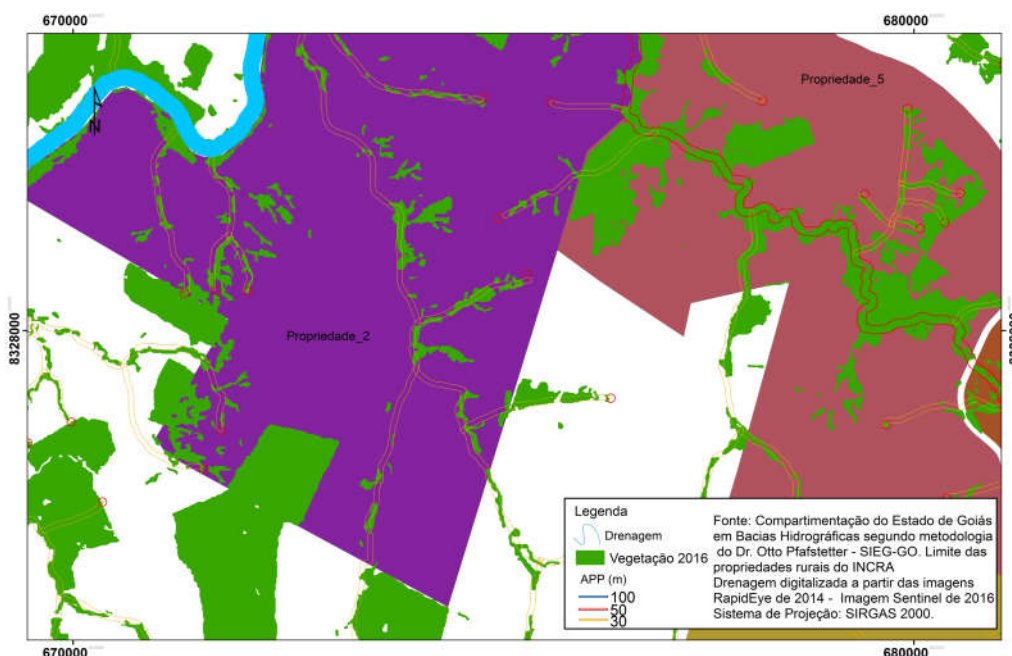 670000
680000
Propriedade_5
N
8328000
Propriedade_2
Legenda
Drenagem
Vegetação 2016
APP (m)
100
50
30
Fonte: Compartimentação do Estado de Goiás
em Bacias Hidrográficas segundo metodologia
do Dr. Otto Pfafstetter - SIEG-GO. Limite das
propriedades rurais do INCRA
Drenagem digitalizada a partir das imagens
RapidEye de 2014 - Imagem Sentinel de 2016
Sistema de Projeção: SIRGAS 2000.
670000
680000